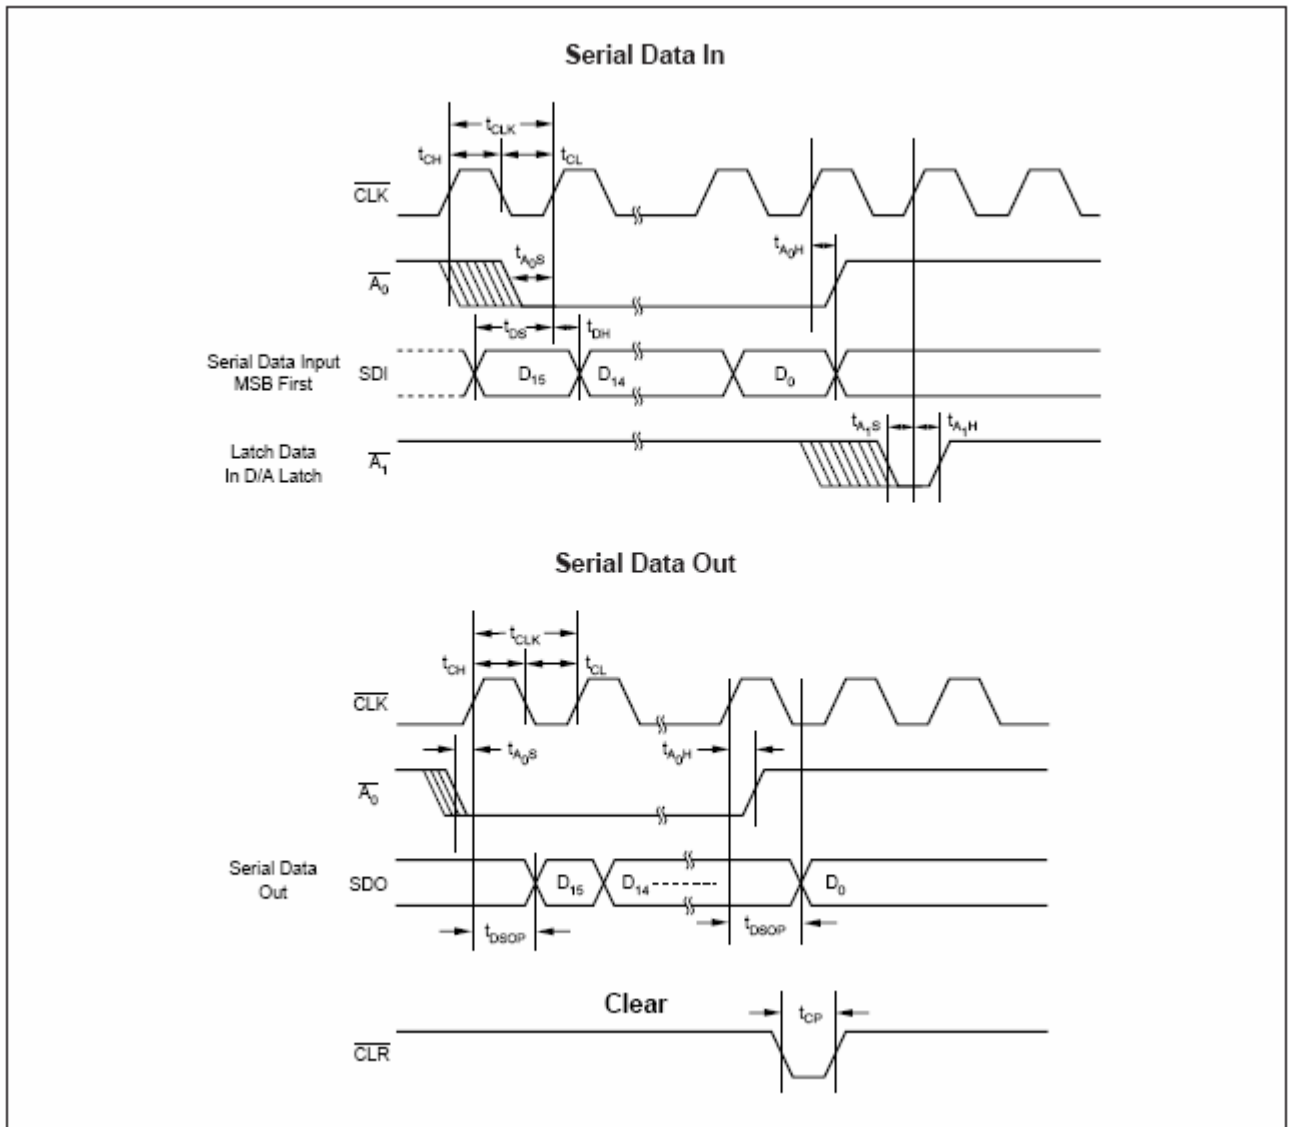 Serial Data In
tCLK
tCH
tCL
CLK
tA0S
tA0H
A0
tDS
tDH
Serial Data Input
MSB First
SDI
D15
D14
D0
tA1S
tA1H
Latch Data
In D/A Latch
A1
Serial Data Out
tCLK
tCH
tCL
CLK
tA0S
tA0H
A0
Serial Data
Out
SDO
D15
D14
D0
tDSOP
tDSOP
Clear
tCP
CLR